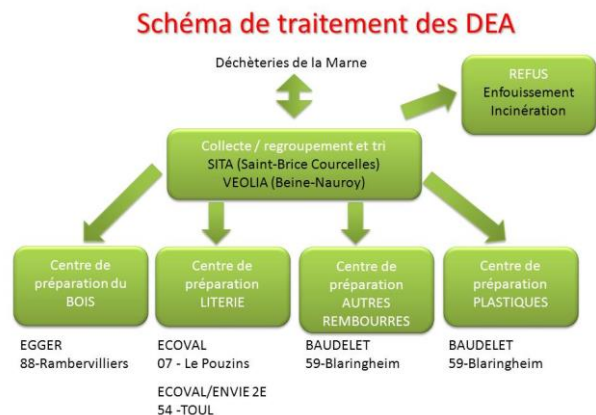 Schéma de traitement des DEA
Déchèteries de la Marne
REFUS
Enfouissement
Incinération
Collecte / regroupement et tri
SITA (Saint-Brice Courcelles)
VEOLIA (Beine-Nauroy)
Centre de
préparation du
BOIS
Centre de
préparation
LITERIE
Centre de
préparation
AUTRES
REMBOURRES
Centre de
préparation
PLASTIQUES
EGGER
88-Rambervilliers
ECOVAL
07 - Le Pouzins
ECOVAL/ENVIE 2E
54 -TOUL
BAUDELET
59-Blaringheim
BAUDELET
59-Blaringheim